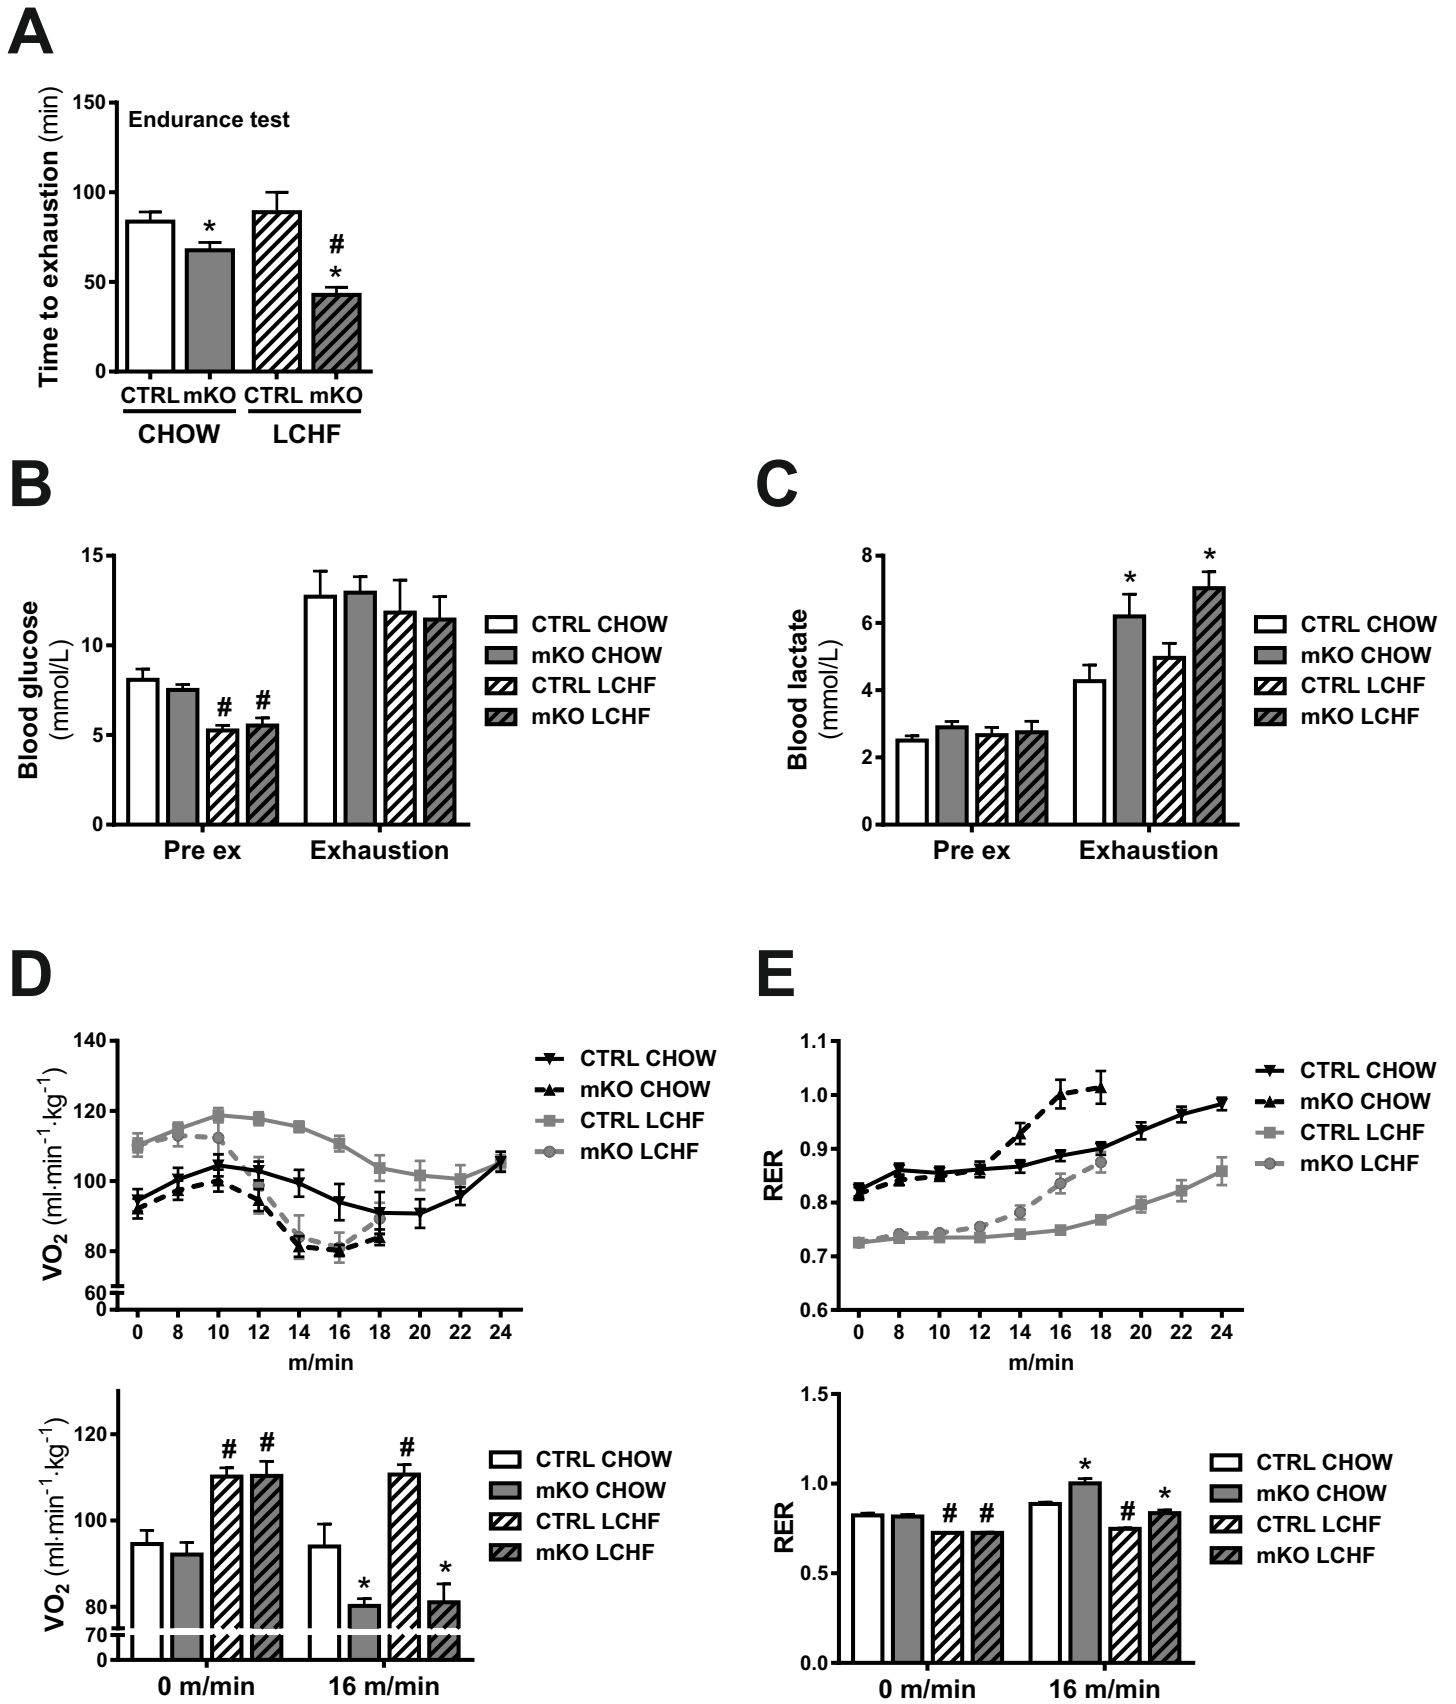 A
Time to exhaustion (min)
150
100
50
0
Endurance test
*
#
*
CTRL mKO CTRL mKO
CHOW LCHF
B
Blood glucose
(mmol/L)
15
10
5
0
# #
Pre ex Exhaustion
CTRL CHOW
mKO CHOW
CTRL LCHF
mKO LCHF
C
Blood lactate
(mmol/L)
8
6
4
2
0
* *
Pre ex Exhaustion
CTRL CHOW
mKO CHOW
CTRL LCHF
mKO LCHF
D
VO₂ (ml·min⁻¹·kg⁻¹)
140
120
100
80
60
0
0 8 10 12 14 16 18 20 22 24
m/min
CTRL CHOW
mKO CHOW
CTRL LCHF
mKO LCHF
VO₂ (ml·min⁻¹·kg⁻¹)
120
100
80
70
0
# # * # *
0 m/min 16 m/min
CTRL CHOW
mKO CHOW
CTRL LCHF
mKO LCHF
E
RER
1.1
1.0
0.9
0.8
0.7
0.6
0 8 10 12 14 16 18 20 22 24
m/min
CTRL CHOW
mKO CHOW
CTRL LCHF
mKO LCHF
RER
1.5
1.0
0.5
0.0
# # * # *
0 m/min 16 m/min
CTRL CHOW
mKO CHOW
CTRL LCHF
mKO LCHF